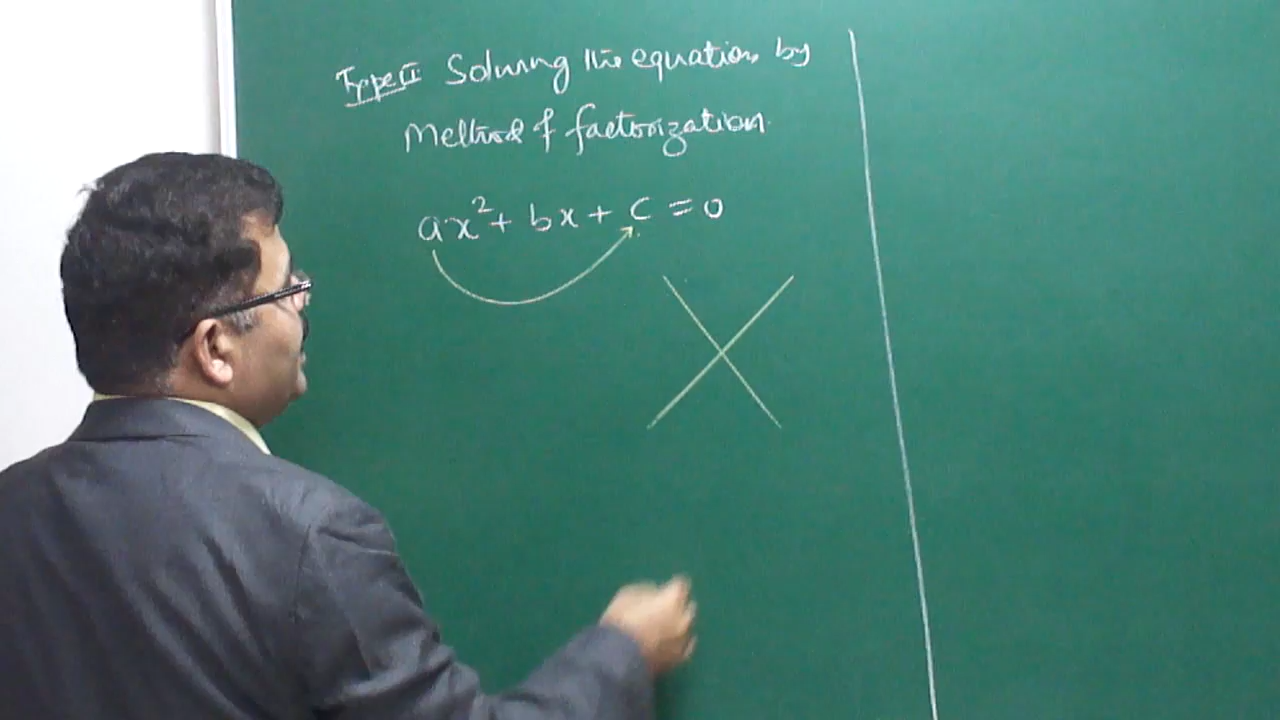 Type II Solving the equation by
Method of factorization.
ax²+ bx + c = 0